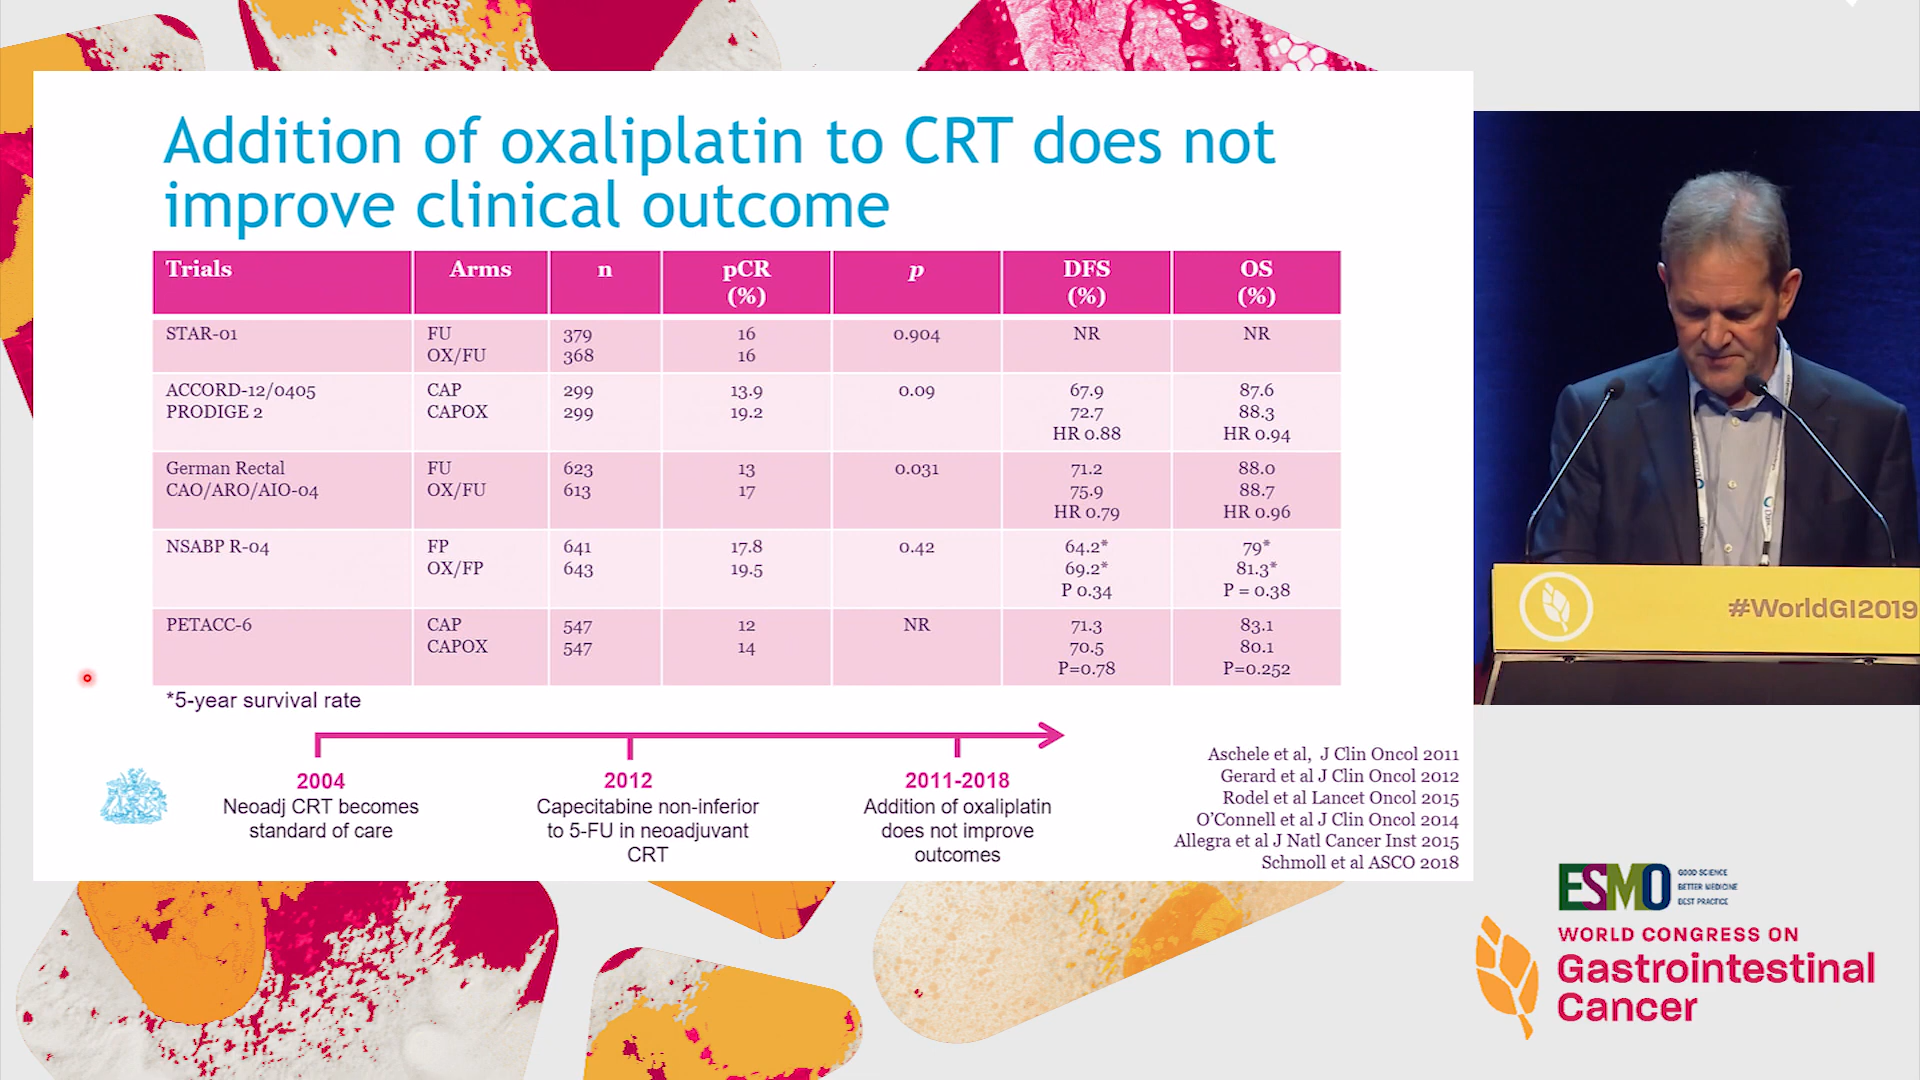 Addition of oxaliplatin to CRT does not
improve clinical outcome
Trials Arms n pCR (%) p DFS (%) OS (%)
STAR-01 FU 379 16 0.904 NR NR
OX/FU 368 16
ACCORD-12/0405 CAP 299 13.9 0.09 67.9 87.6
PRODIGE 2 CAPOX 299 19.2 72.7 88.3
HR 0.88 HR 0.94
German Rectal FU 623 13 0.031 71.2 88.0
CAO/ARO/AIO-04 OX/FU 613 17 75.9 88.7
HR 0.79 HR 0.96
NSABP R-04 FP 641 17.8 0.42 64.2* 79*
OX/FP 643 19.5 69.2* 81.3*
P 0.34 P = 0.38
PETACC-6 CAP 547 12 NR 71.3 83.1
CAPOX 547 14 70.5 80.1
P=0.78 P=0.252
*5-year survival rate
2004
Neoadj CRT becomes
standard of care
2012
Capecitabine non-inferior
to 5-FU in neoadjuvant
CRT
2011-2018
Addition of oxaliplatin
does not improve
outcomes
Aschele et al, J Clin Oncol 2011
Gerard et al J Clin Oncol 2012
Rodel et al Lancet Oncol 2015
O'Connell et al J Clin Oncol 2014
Allegra et al J Natl Cancer Inst 2015
Schmoll et al ASCO 2018
#WorldGI2019
ESMO
GOOD SCIENCE
BETTER MEDICINE
BEST PRACTICE
WORLD CONGRESS ON
Gastrointestinal
Cancer